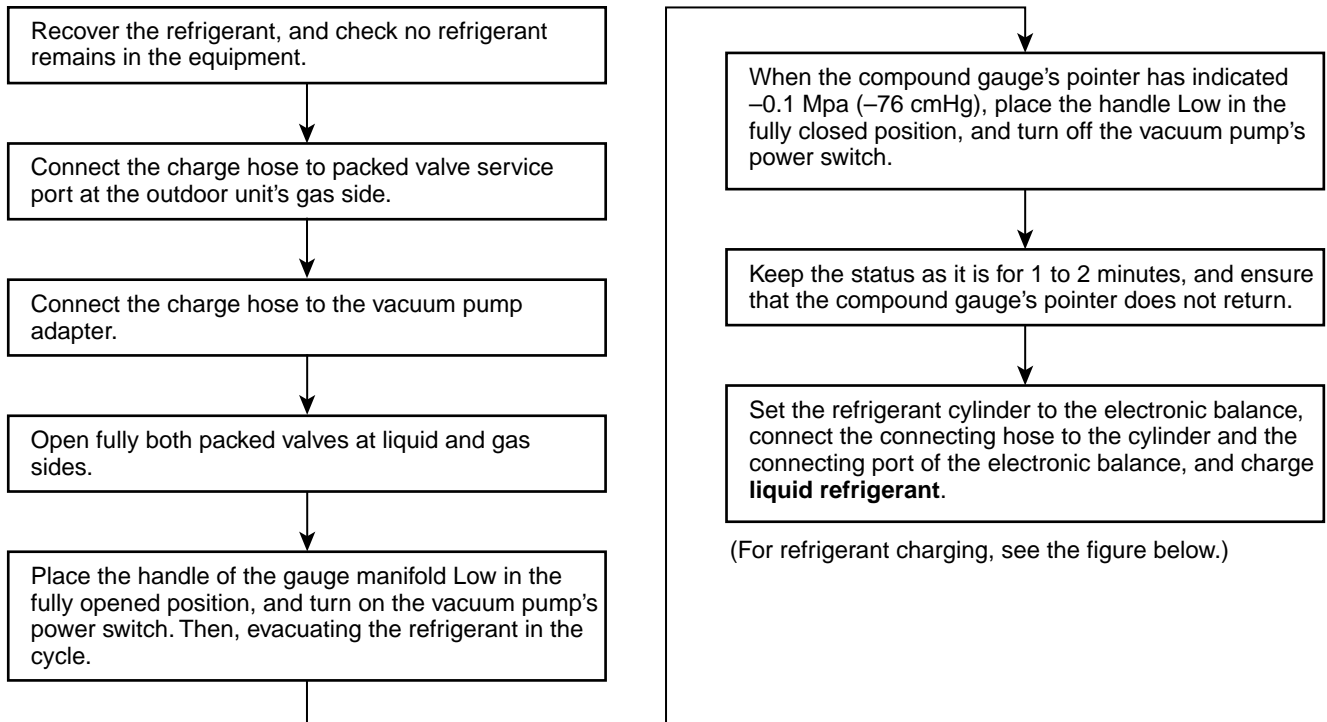 Recover the refrigerant, and check no refrigerant
remains in the equipment.
Connect the charge hose to packed valve service
port at the outdoor unit’s gas side.
Connect the charge hose to the vacuum pump
adapter.
Open fully both packed valves at liquid and gas
sides.
Place the handle of the gauge manifold Low in the
fully opened position, and turn on the vacuum pump’s
power switch. Then, evacuating the refrigerant in the
cycle.
When the compound gauge’s pointer has indicated
–0.1 Mpa (–76 cmHg), place the handle Low in the
fully closed position, and turn off the vacuum pump’s
power switch.
Keep the status as it is for 1 to 2 minutes, and ensure
that the compound gauge’s pointer does not return.
Set the refrigerant cylinder to the electronic balance,
connect the connecting hose to the cylinder and the
connecting port of the electronic balance, and charge
liquid refrigerant.
(For refrigerant charging, see the figure below.)